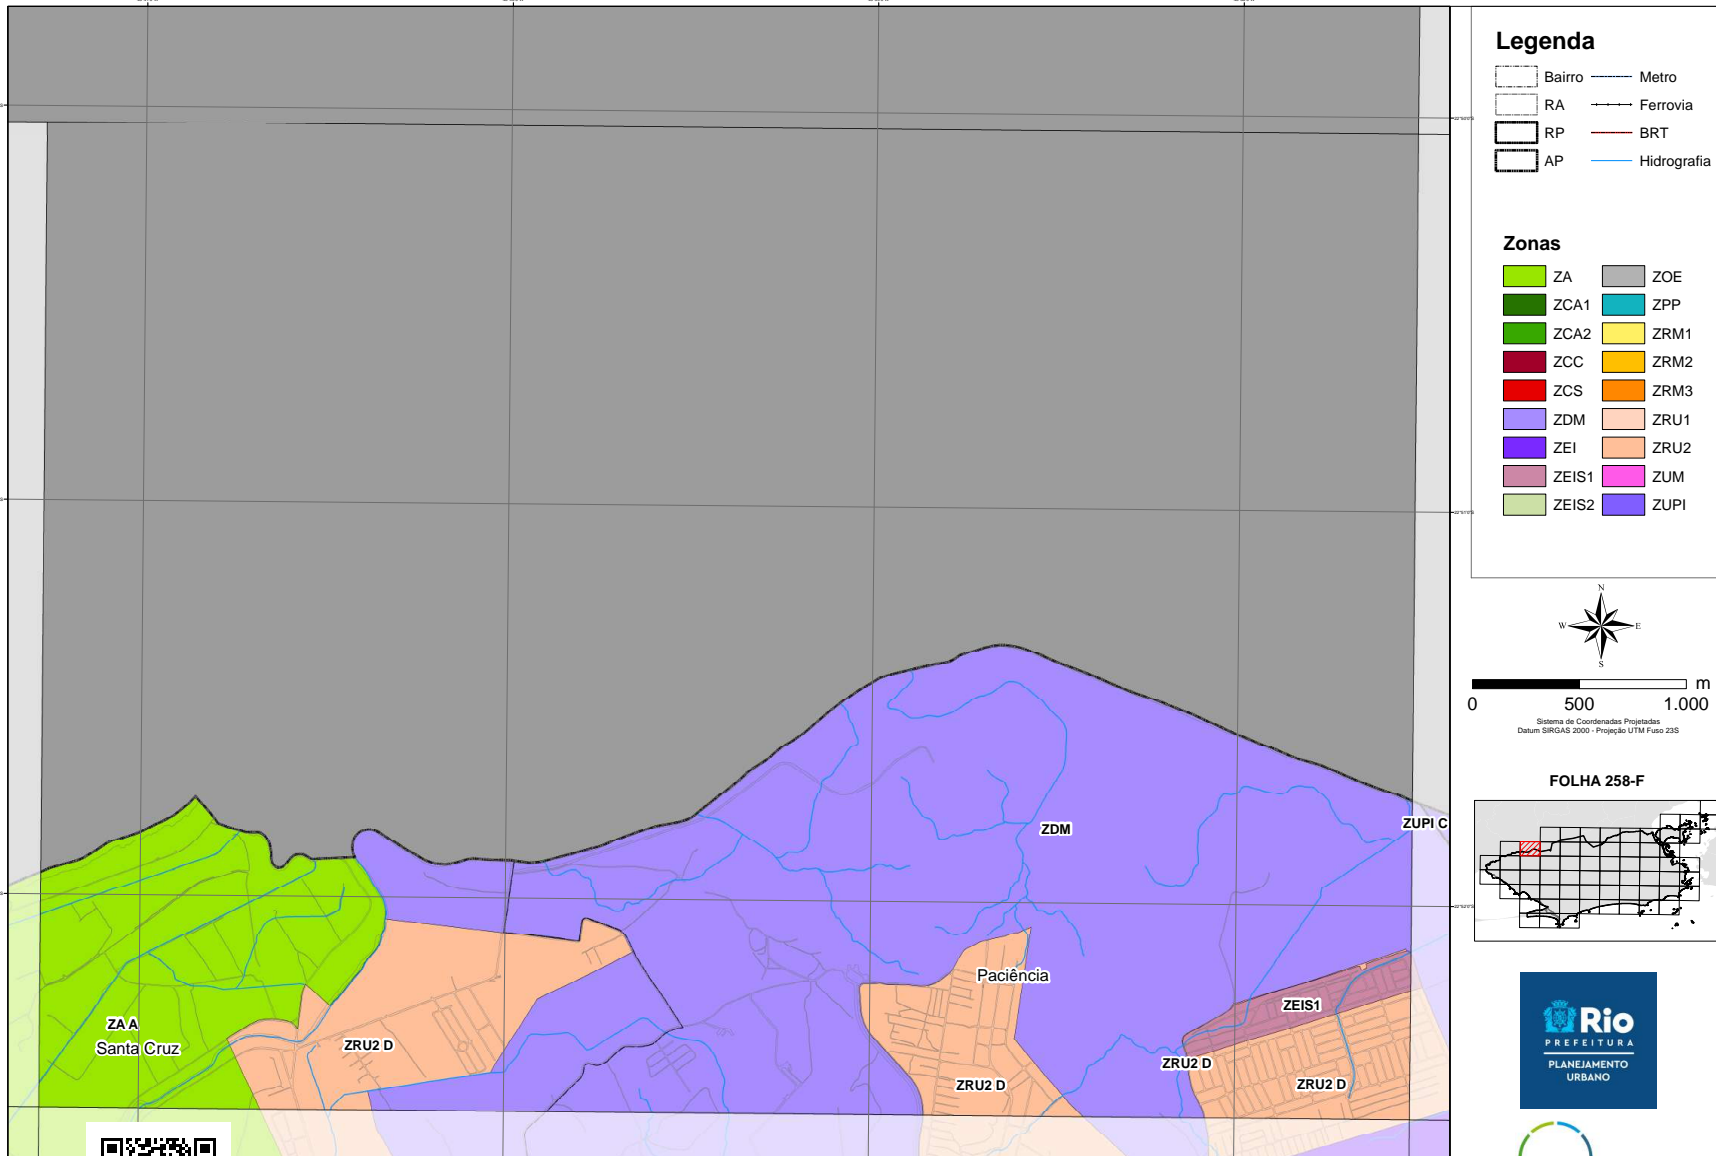 Legenda
Bairro
Metro
RA
Ferrovia
RP
BRT
AP
Hidrografia
Zonas
ZA
ZOE
ZCA1
ZPP
ZCA2
ZRM1
ZCC
ZRM2
ZCS
ZRM3
ZDM
ZRU1
ZEI
ZRU2
ZEIS1
ZUM
ZEIS2
ZUPI
N
W
E
S
m
0
500
1.000
Sistema de Coordenadas Projetadas
Datum SIRGAS 2000 - Projeção UTM Fuso 23S
FOLHA 258-F
Rio
PREFEITURA
PLANEJAMENTO
URBANO
ZDM
ZUPI C
Paciência
ZEIS1
ZA A
Santa Cruz
ZRU2 D
ZRU2 D
ZRU2 D
ZRU2 D